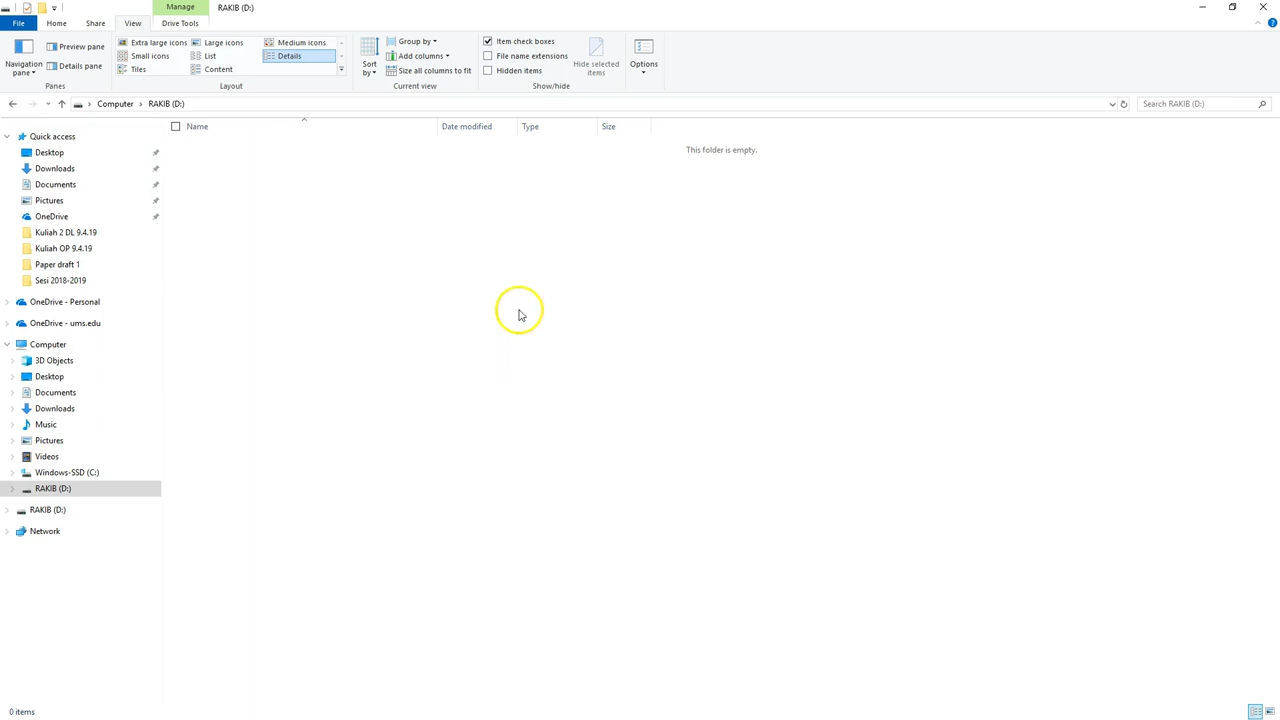 Manage
RAKIB (D:)
File
Home
Share
View
Drive Tools
Navigation pane
Preview pane
Details pane
Panes
Extra large icons
Large icons
Medium icons
Small icons
List
Details
Tiles
Content
Layout
Sort by
Group by
Add columns
Size all columns to fit
Current view
Item check boxes
File name extensions
Hidden items
Hide selected items
Show/hide
Options
Computer
RAKIB (D:)
Search RAKIB (D:)
Name
Date modified
Type
Size
This folder is empty.
Quick access
Desktop
Downloads
Documents
Pictures
OneDrive
Kuliah 2 DL 9.4.19
Kuliah OP 9.4.19
Paper draft 1
Sesi 2018-2019
OneDrive - Personal
OneDrive - ums.edu
Computer
3D Objects
Desktop
Documents
Downloads
Music
Pictures
Videos
Windows-SSD (C:)
RAKIB (D:)
RAKIB (D:)
Network
0 items